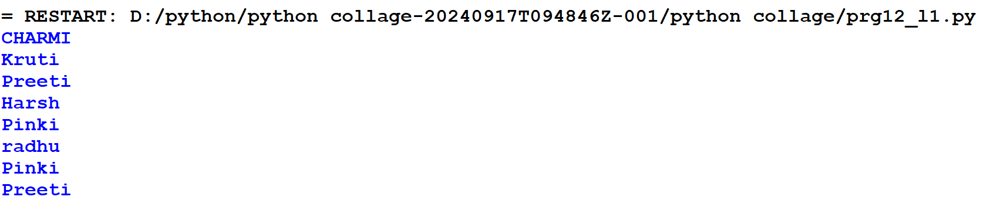 = RESTART: D:/python/python collage-20240917T094846Z-001/python collage/prg12_l1.py
CHARMI
Kruti
Preeti
Harsh
Pinki
radhu
Pinki
Preeti